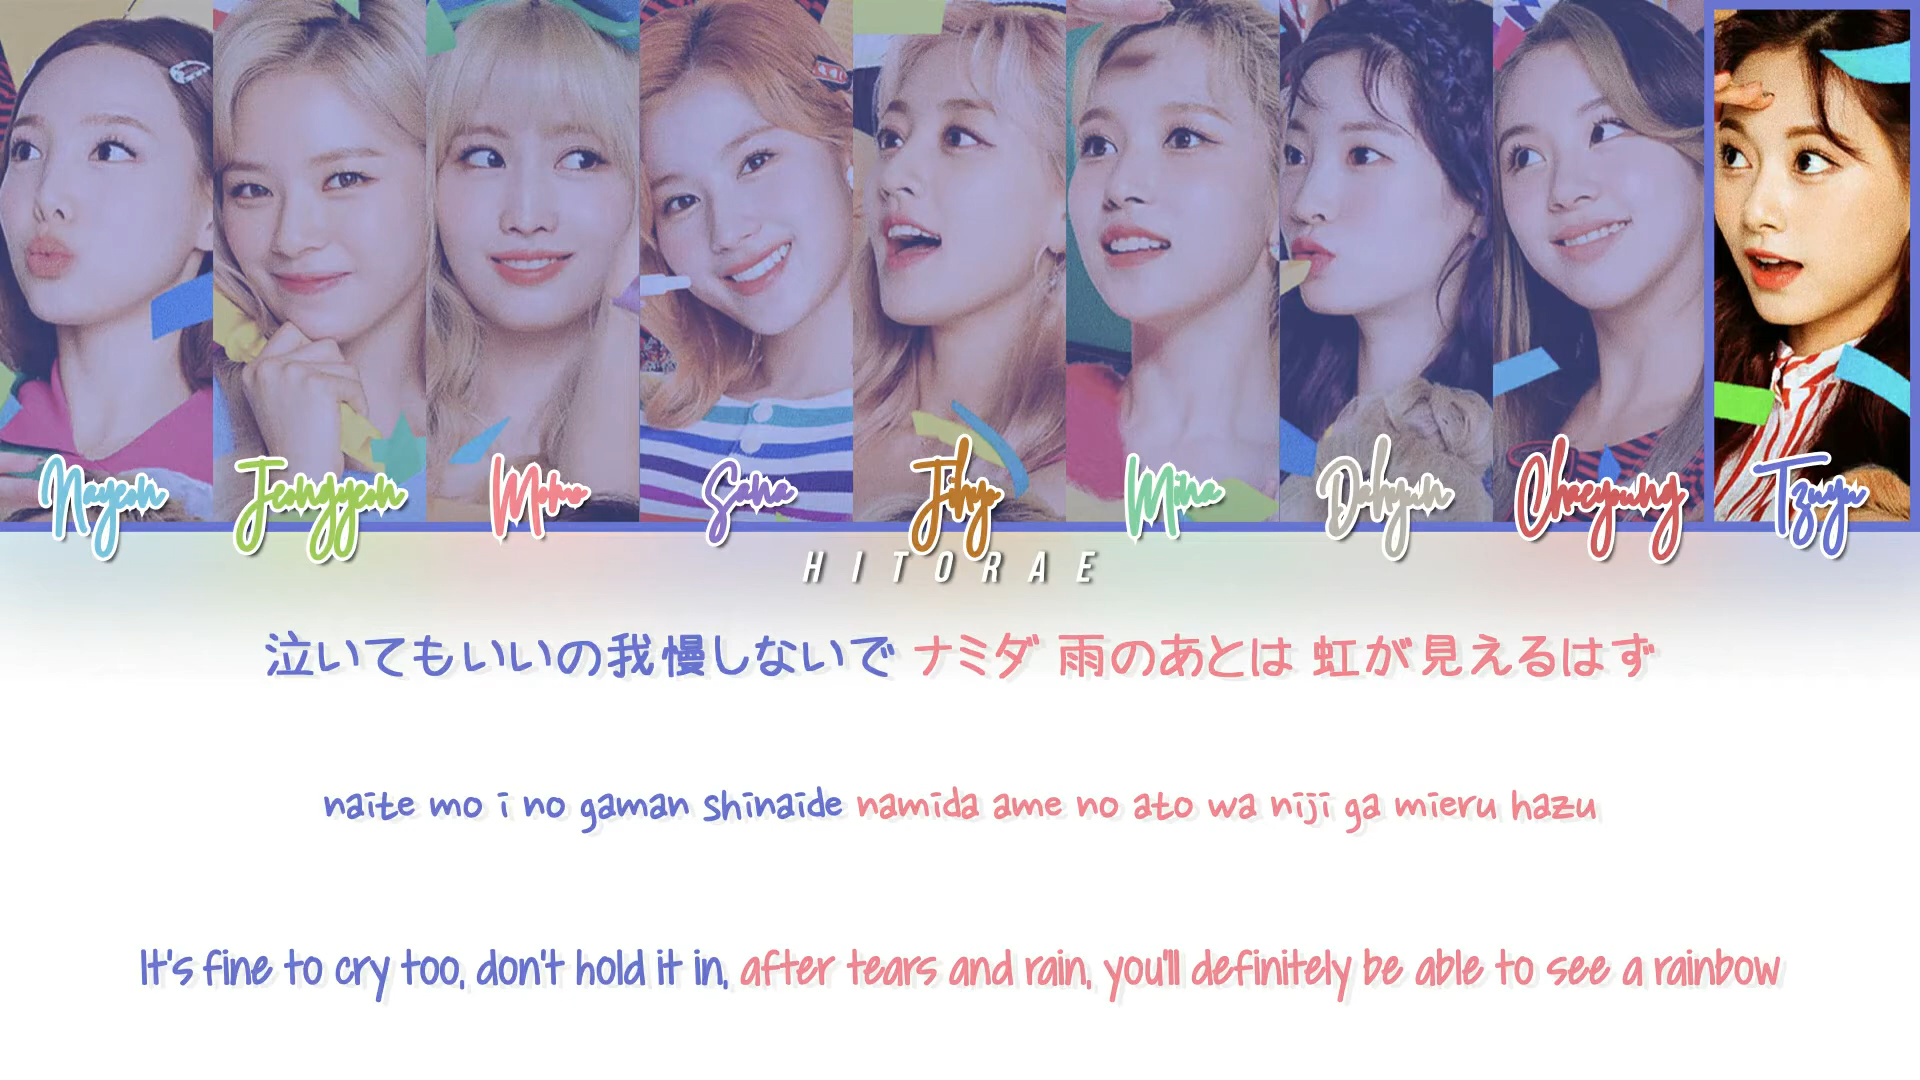 Nayeon Jeongyeon Momo Sana Jihyo Mina Dahyun Chaeyoung Tzuyu
HITORAE
泣いてもいいの我慢しないで ナミダ 雨のあとは 虹が見えるはず
naite mo i no gaman shinaide namida ame no ato wa niji ga mieru hazu
It's fine to cry too, don't hold it in, after tears and rain, you'll definitely be able to see a rainbow